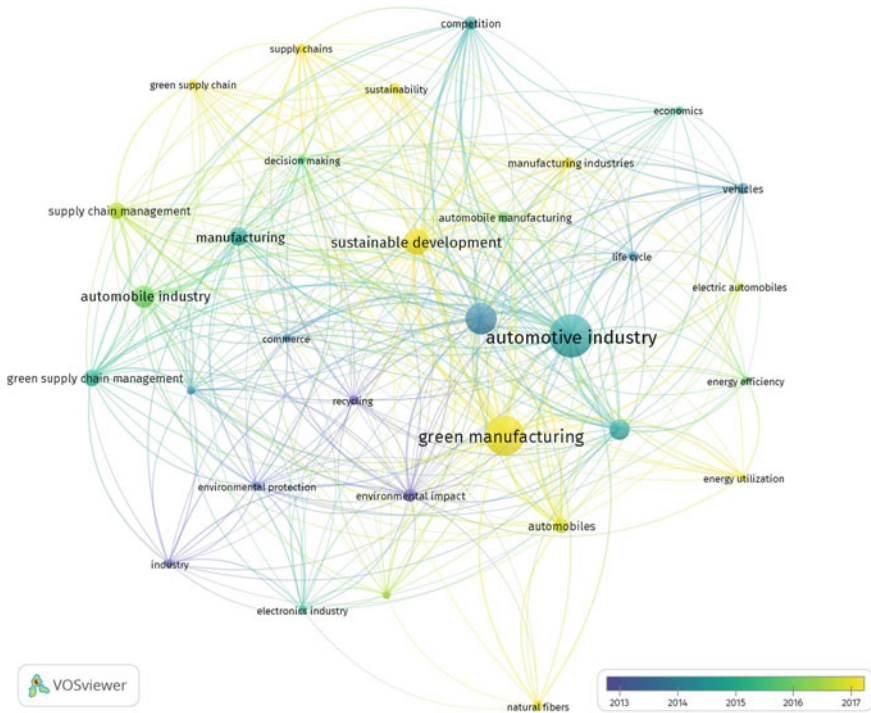 competition
supply chains
green supply chain
sustainability
economics
decision making
manufacturing industries
vehicles
supply chain management
automobile manufacturing
manufacturing
sustainable development
life cycle
electric automobiles
automobile industry
automotive industry
commerce
green supply chain management
energy efficiency
recycling
green manufacturing
energy utilization
environmental protection
environmental impact
automobiles
industry
electronics industry
VOSviewer
natural fibers
2013 2014 2015 2016 2017